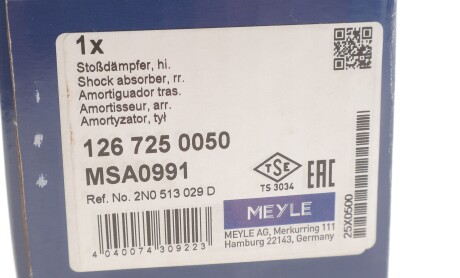 1x
Stoßdämpfer, hi.
Shock absorber, rr.
Amortiguador tras.
Amortisseur, arr.
Amortyzator, tył
126 725 0050
MSA0991
Ref. No. 2N0 513 029 D
TSE
TS 3034
EAC
MEYLE
MEYLE AG, Merkurring 111
Hamburg 22143, Germany
4 040074 309223
25X0500